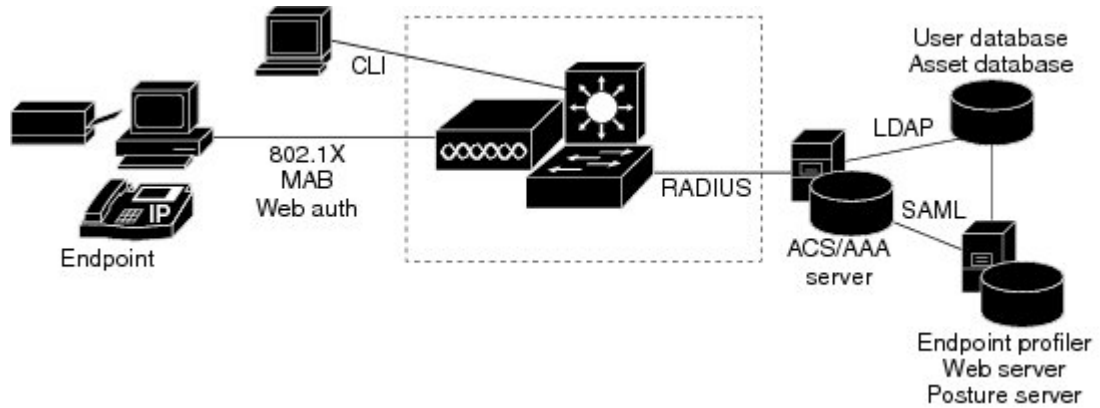 User database
Asset database
CLI
LDAP
802.1X
MAB
Web auth
RADIUS
IP
SAML
Endpoint
ACS/AAA
server
Endpoint profiler
Web server
Posture server